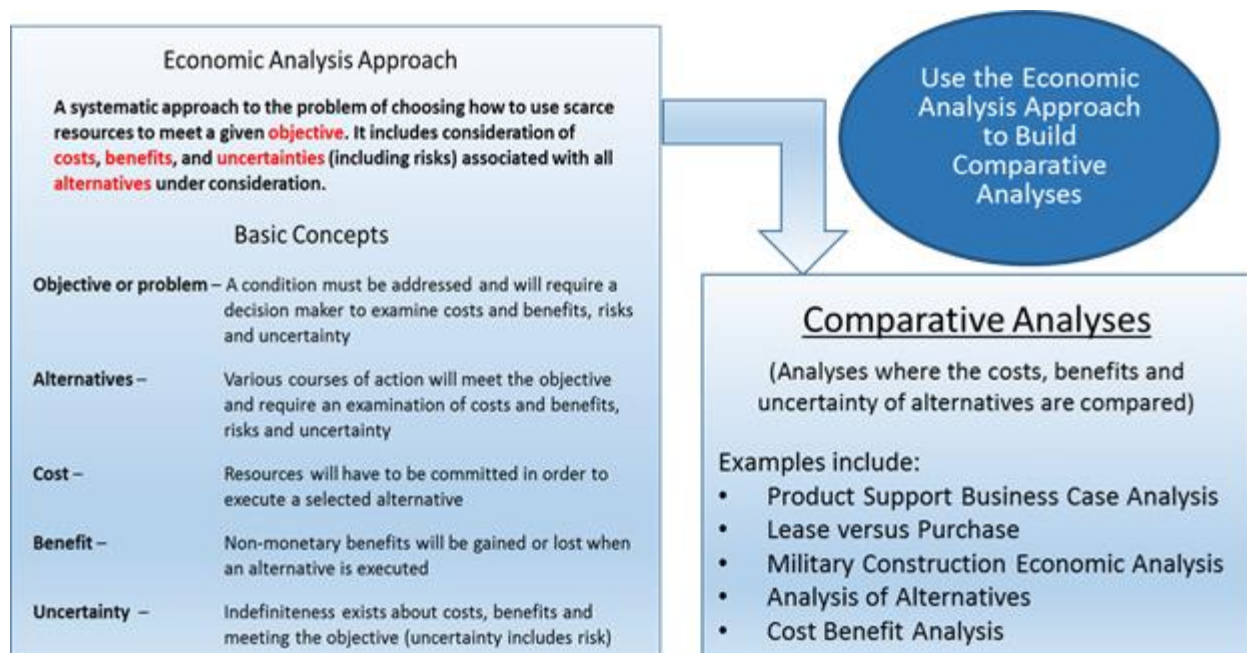 Economic Analysis Approach
A systematic approach to the problem of choosing how to use scarce
resources to meet a given objective. It includes consideration of
costs, benefits, and uncertainties (including risks) associated with all
alternatives under consideration.
Basic Concepts
Objective or problem – A condition must be addressed and will require a
decision maker to examine costs and benefits, risks
and uncertainty
Alternatives – Various courses of action will meet the objective
and require an examination of costs and benefits,
risks and uncertainty
Cost – Resources will have to be committed in order to
execute a selected alternative
Benefit – Non-monetary benefits will be gained or lost when
an alternative is executed
Uncertainty – Indefiniteness exists about costs, benefits and
meeting the objective (uncertainty includes risk)
Use the Economic
Analysis Approach
to Build
Comparative
Analyses
Comparative Analyses
(Analyses where the costs, benefits and
uncertainty of alternatives are compared)
Examples include:
• Product Support Business Case Analysis
• Lease versus Purchase
• Military Construction Economic Analysis
• Analysis of Alternatives
• Cost Benefit Analysis